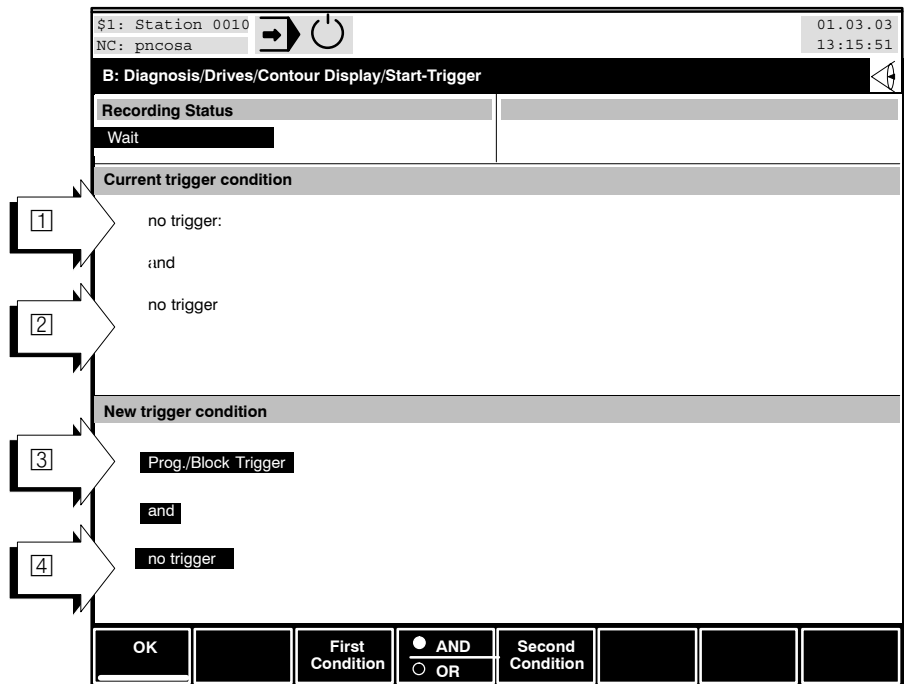 $1: Station 0010
NC: pncosa
01.03.03
13:15:51
B: Diagnosis/Drives/Contour Display/Start-Trigger
Recording Status
Wait
Current trigger condition
1
no trigger:
and
2
no trigger
New trigger condition
3
Prog./Block Trigger
and
4
no trigger
OK
First
Condition
AND
OR
Second
Condition